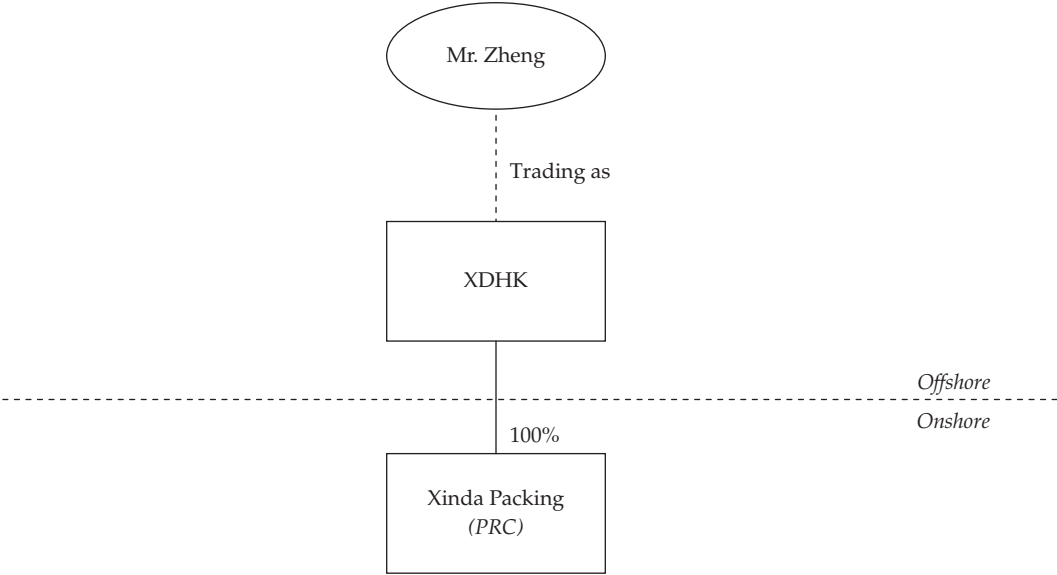 Mr. Zheng
Trading as
XDHK
Offshore
Onshore
100%
Xinda Packing
(PRC)